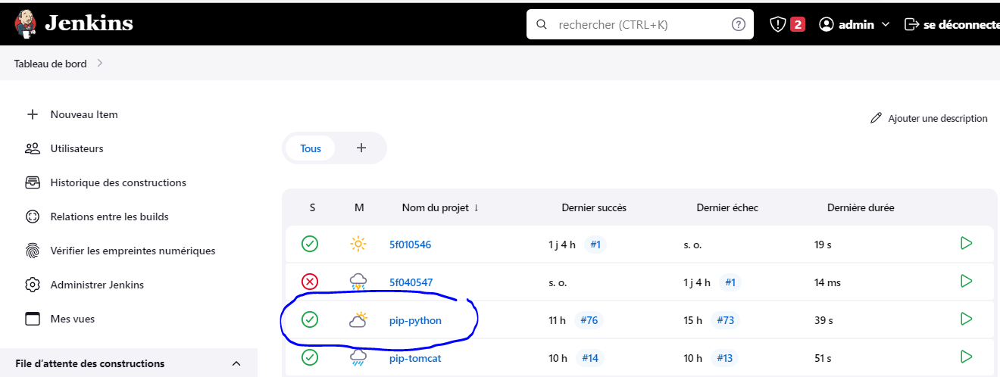 Jenkins
rechercher (CTRL+K)
2
admin
se déconnecte
Tableau de bord
Nouveau Item
Utilisateurs
Historique des constructions
Relations entre les builds
Vérifier les empreintes numériques
Administrer Jenkins
Mes vues
File d'attente des constructions
Ajouter une description
Tous +
S M Nom du projet ↓ Dernier succès Dernier échec Dernière durée
5f010546 1 j 4 h #1 s. o. 19 s
5f040547 s. o. 1 j 4 h #1 14 ms
pip-python 11 h #76 15 h #73 39 s
pip-tomcat 10 h #14 10 h #13 51 s